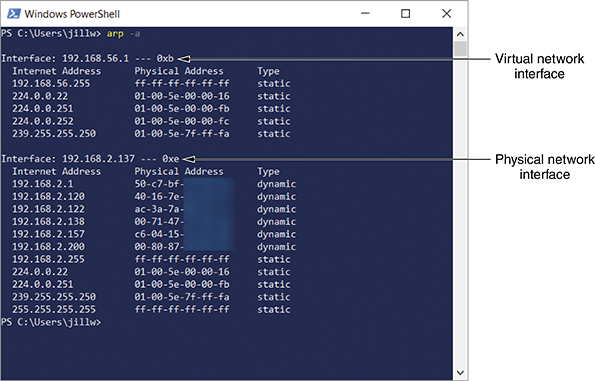 Windows PowerShell
PS C:\Users\jillw> arp -a
Interface: 192.168.56.1 --- 0xb
Internet Address Physical Address Type
192.168.56.255 ff-ff-ff-ff-ff-ff static
224.0.0.22 01-00-5e-00-00-16 static
224.0.0.251 01-00-5e-00-00-fb static
224.0.0.252 01-00-5e-00-00-fc static
239.255.255.250 01-00-5e-7f-ff-fa static
Virtual network
interface
Interface: 192.168.2.137 --- 0xe
Internet Address Physical Address Type
192.168.2.1 50-c7-bf- dynamic
192.168.2.120 40-16-7e- dynamic
192.168.2.122 ac-3a-7a- dynamic
192.168.2.138 00-71-47- dynamic
192.168.2.157 c6-04-15- dynamic
192.168.2.200 00-80-87- dynamic
192.168.2.255 ff-ff-ff-ff-ff-ff static
224.0.0.22 01-00-5e-00-00-16 static
224.0.0.251 01-00-5e-00-00-fb static
239.255.255.250 01-00-5e-7f-ff-fa static
255.255.255.255 ff-ff-ff-ff-ff-ff static
PS C:\Users\jillw>
Physical network
interface